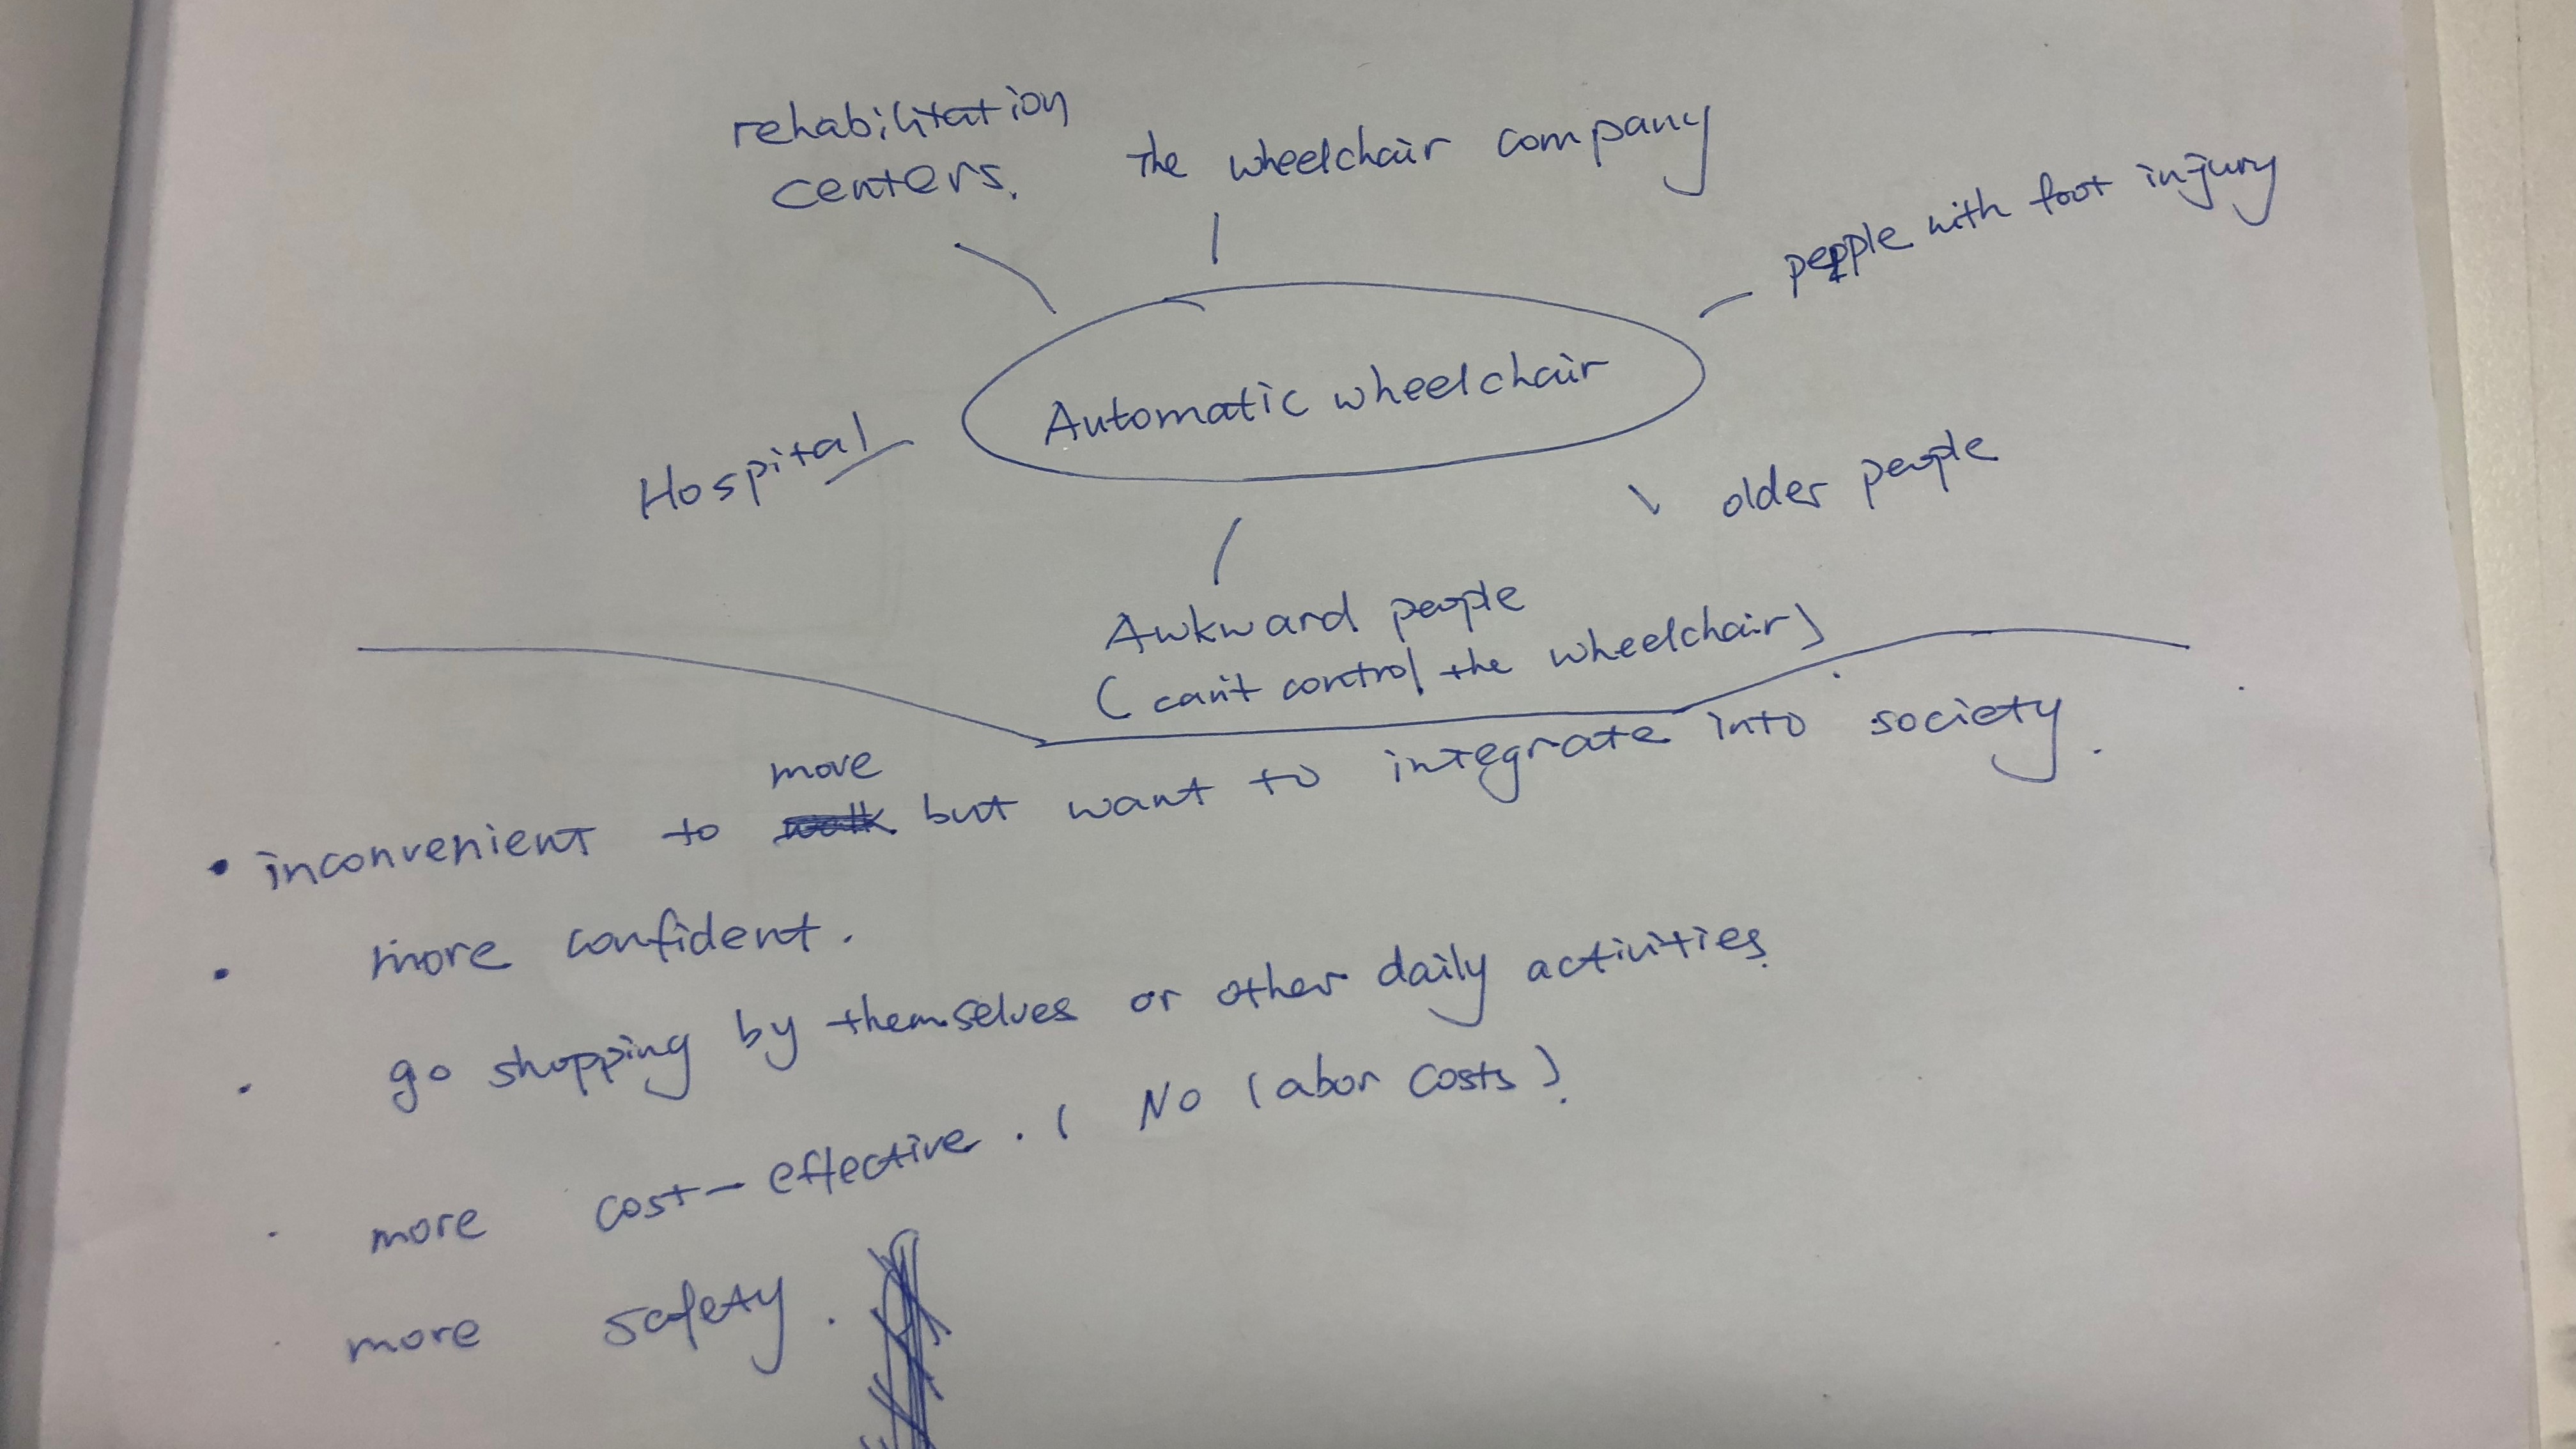 rehabilitation
centers.
The wheelchair company
people with foot injury
Automatic wheelchair
Hospital
older people
Awkward people
(can't control the wheelchair)
move
• inconvenient to walk but want to integrate into society.
• more confident.
• go shopping by themselves or other daily activities.
• more cost-effective. (No labor costs).
• more safety.